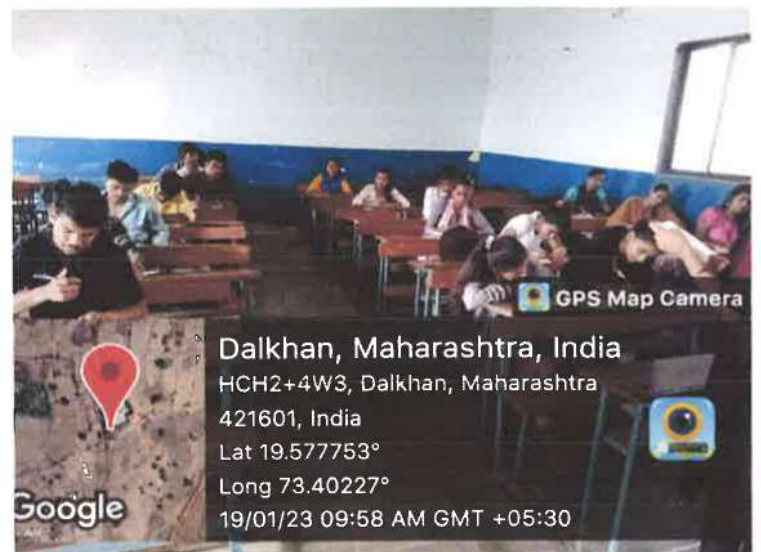 GPS Map Camera
Dalkhan, Maharashtra, India
HCH2+4W3, Dalkhan, Maharashtra
421601, India
Lat 19.577753°
Long 73.40227°
19/01/23 09:58 AM GMT +05:30
Google